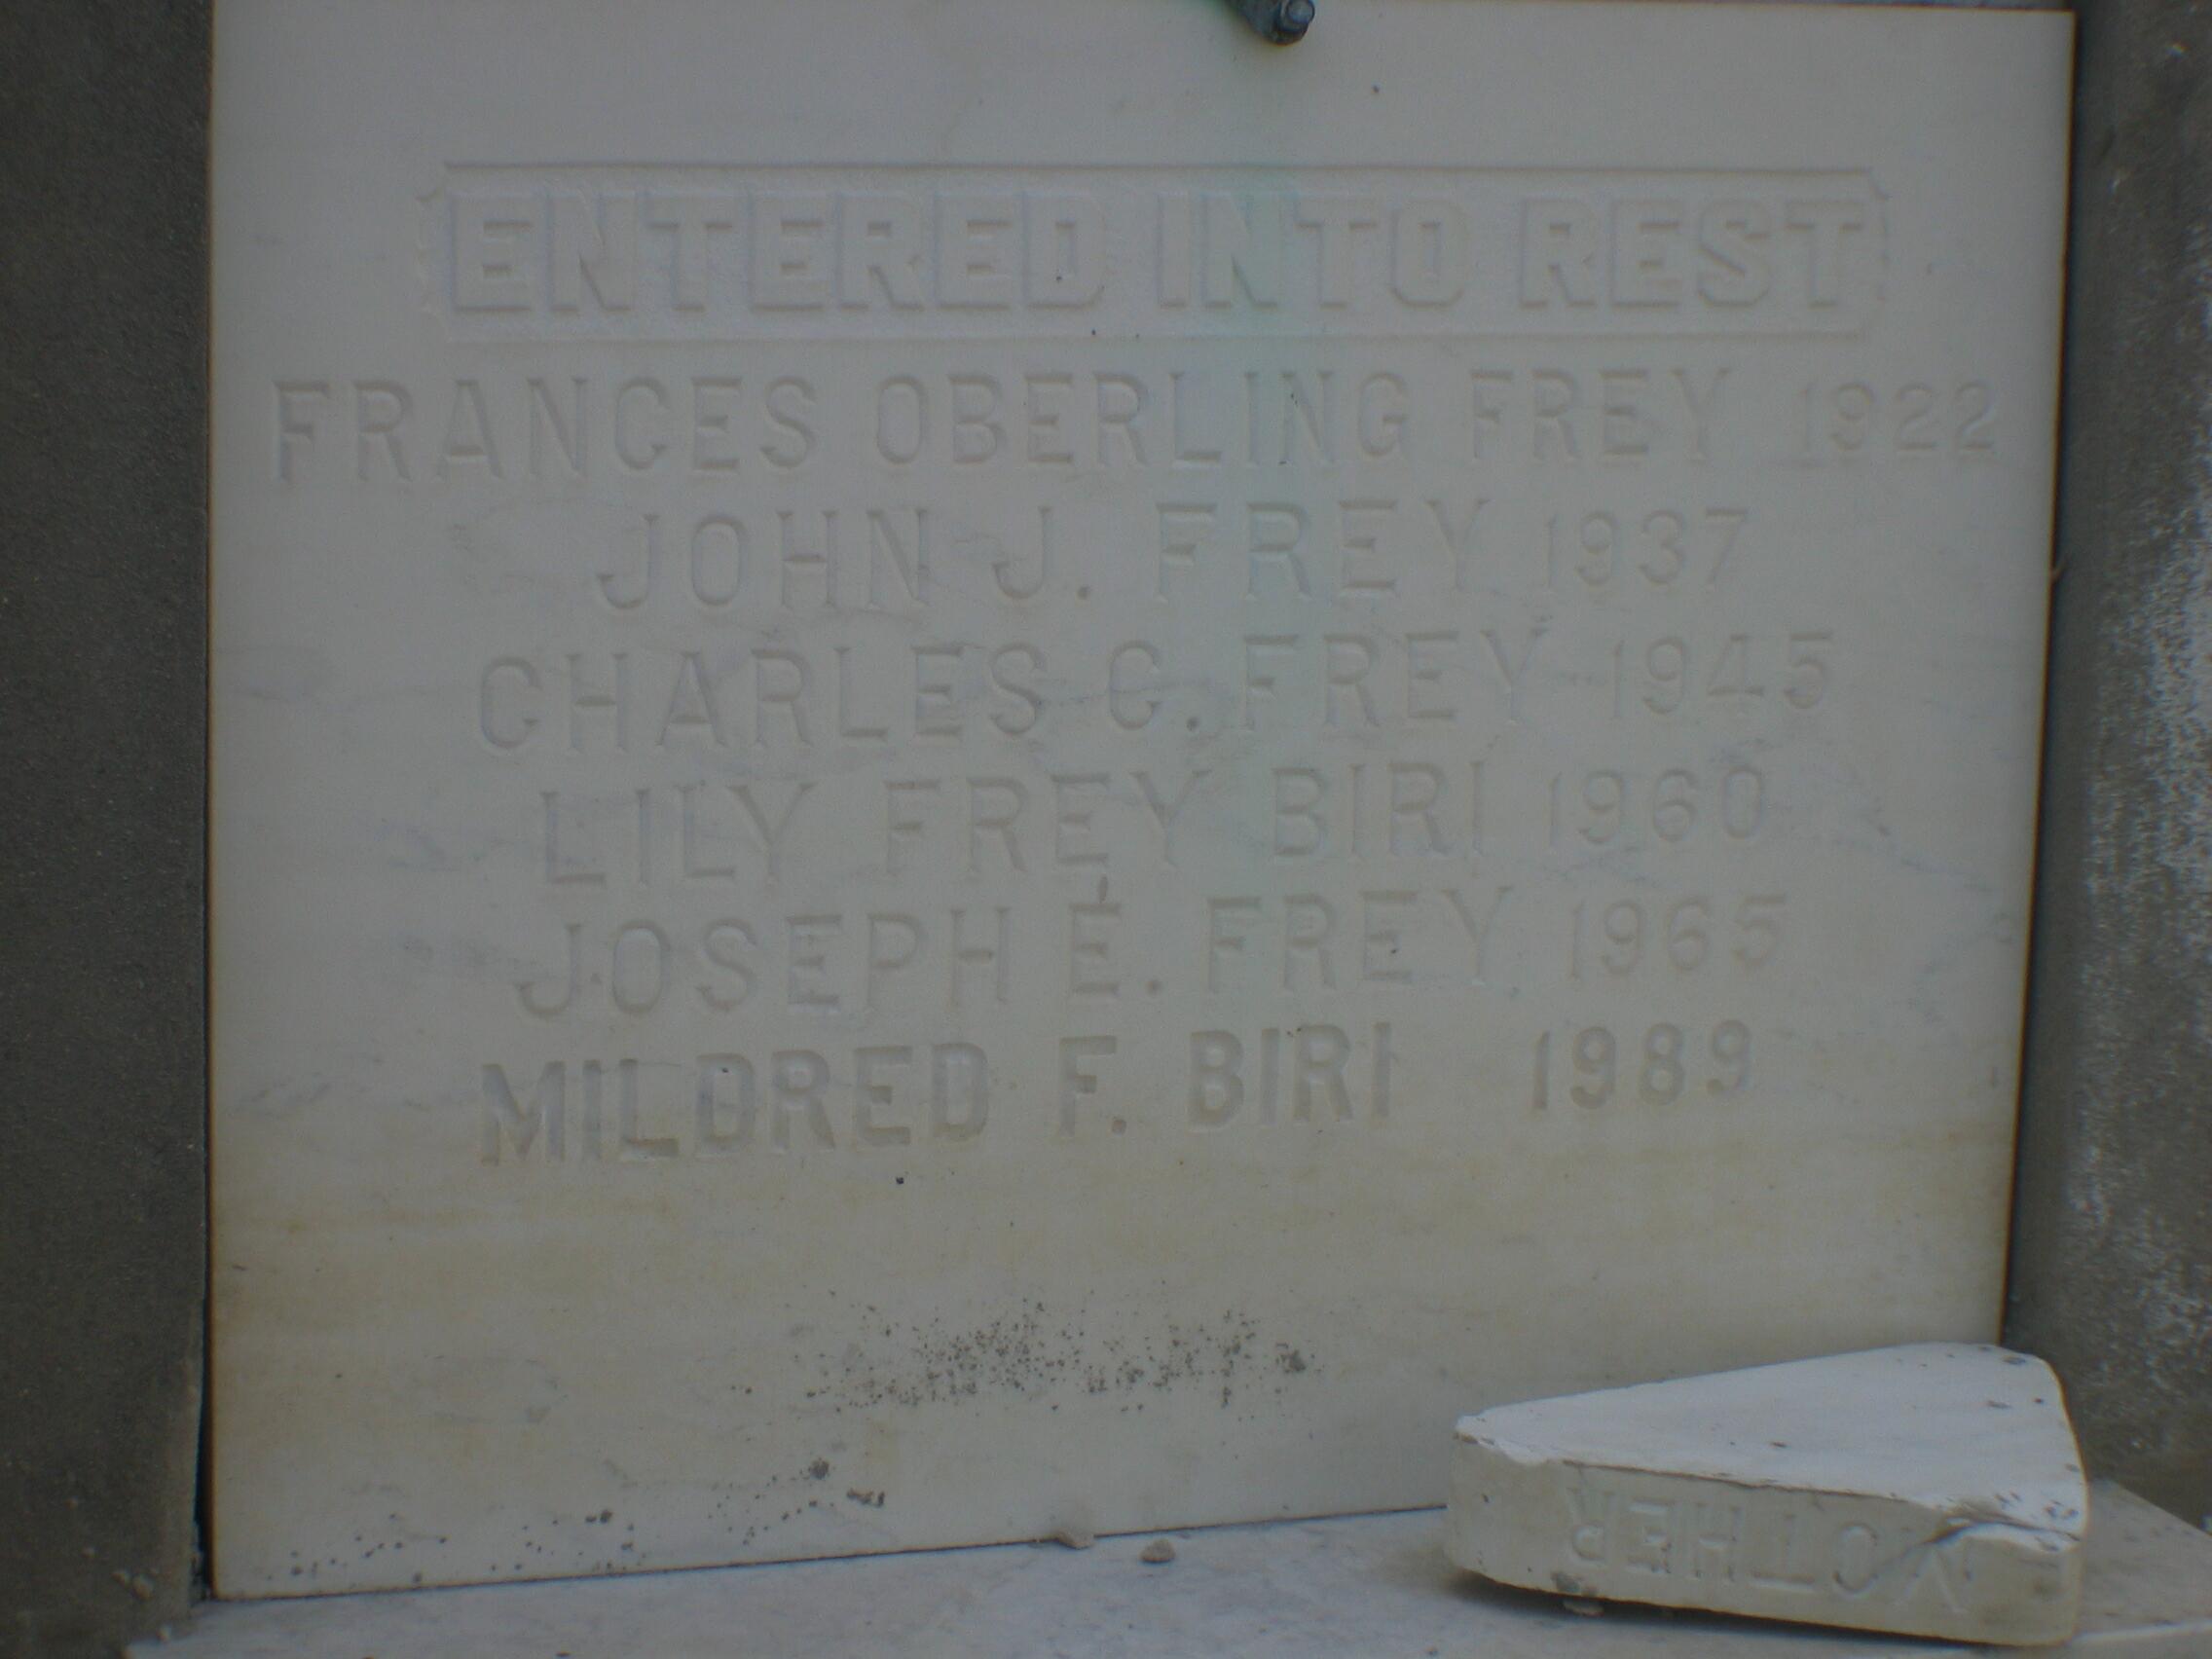 ENTERED INTO REST
FRANCES OBERLING FREY 1922
JOHN J. FREY 1937
CHARLES C. FREY 1945
LILY FREY BIRI 1960
JOSEPH E. FREY 1965
MILDRED F. BIRI 1989
MOTHER